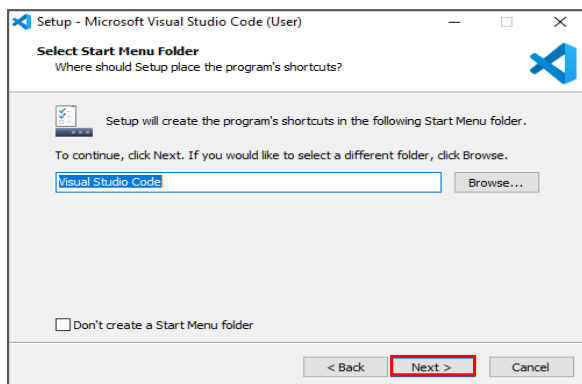 Setup - Microsoft Visual Studio Code (User)
Select Start Menu Folder
Where should Setup place the program's shortcuts?
Setup will create the program's shortcuts in the following Start Menu folder.
To continue, click Next. If you would like to select a different folder, click Browse.
Visual Studio Code
Browse...
Don't create a Start Menu folder
< Back
Next >
Cancel